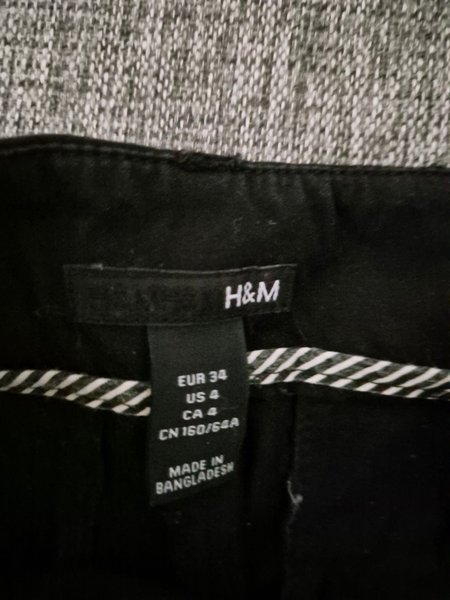 H&M
EUR 34
US 4
CA 4
CN 160/64A
MADE IN
BANGLADESH